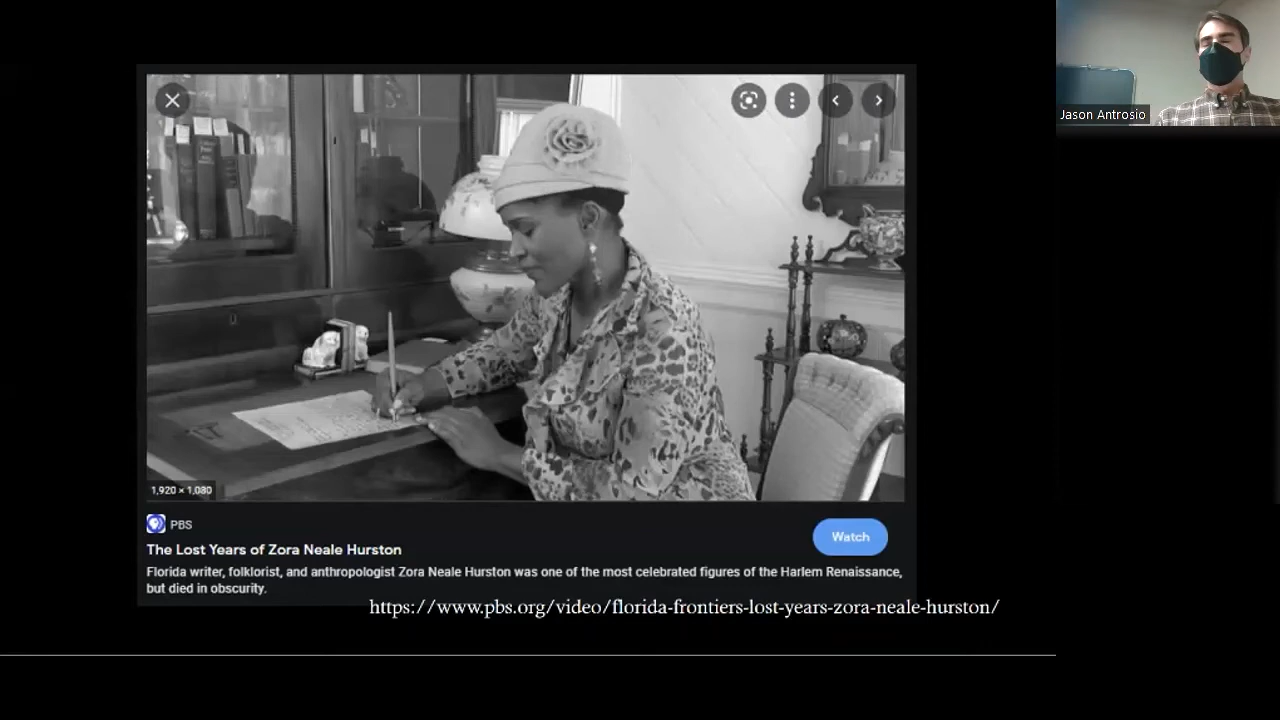 Jason Antrosio
1,920 × 1,080
PBS
Watch
The Lost Years of Zora Neale Hurston
Florida writer, folklorist, and anthropologist Zora Neale Hurston was one of the most celebrated figures of the Harlem Renaissance,
but died in obscurity.
https://www.pbs.org/video/florida-frontiers-lost-years-zora-neale-hurston/